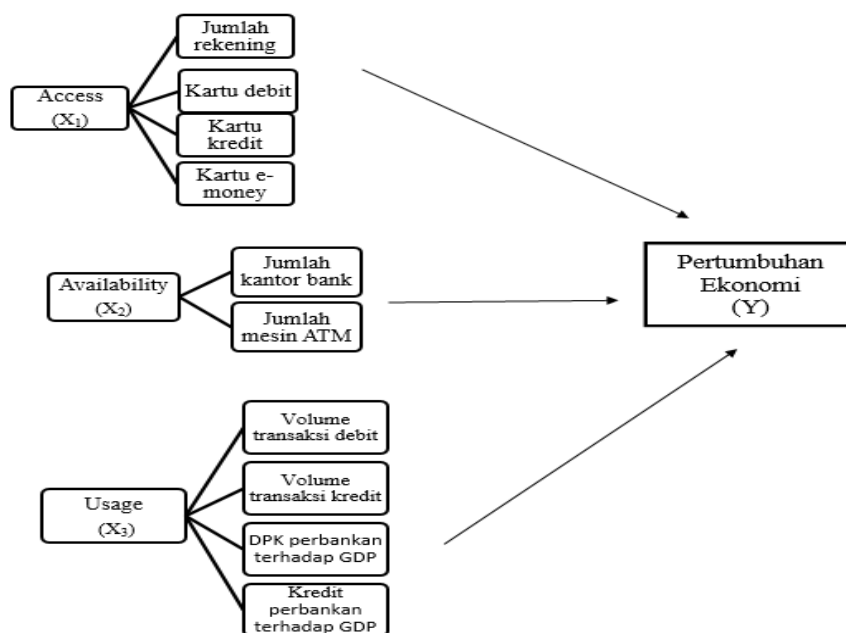 Access
(X₁)
Jumlah
rekening
Kartu debit
Kartu
kredit
Kartu e-
money
Availability
(X₂)
Jumlah
kantor bank
Jumlah
mesin ATM
Usage
(X₃)
Volume
transaksi debit
Volume
transaksi kredit
DPK perbankan
terhadap GDP
Kredit
perbankan
terhadap GDP
Pertumbuhan
Ekonomi
(Y)